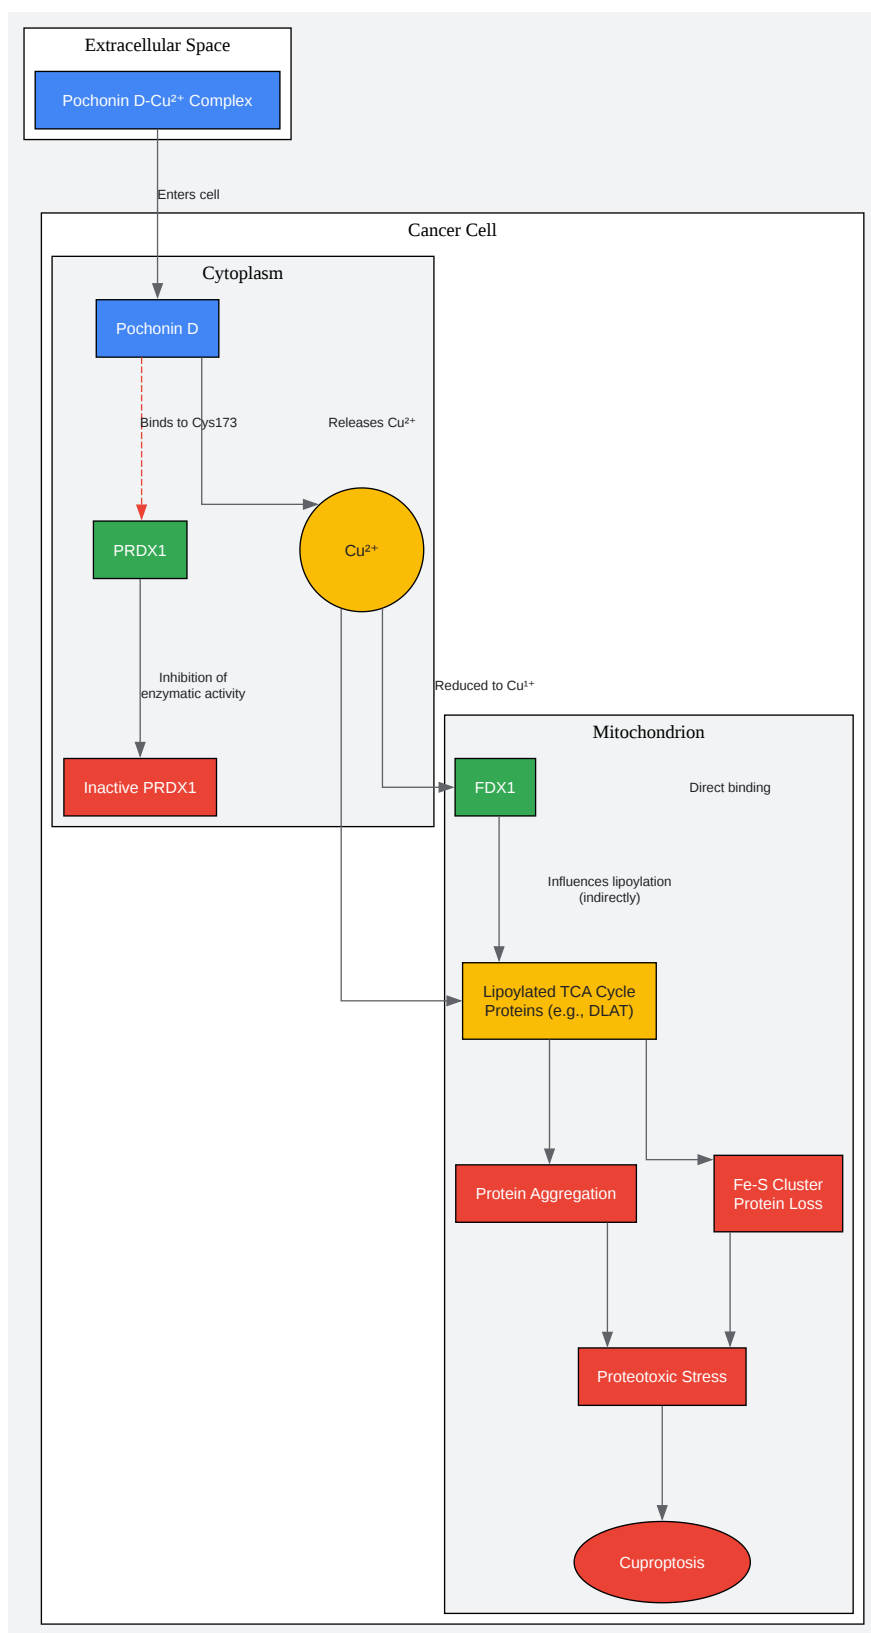 Extracellular Space
Pochonin D-Cu²⁺ Complex
Enters cell
Cancer Cell
Cytoplasm
Pochonin D
Binds to Cys173
Releases Cu²⁺
PRDX1
Cu²⁺
Inhibition of
enzymatic activity
Reduced to Cu¹⁺
Mitochondrion
Inactive PRDX1
FDX1
Direct binding
Influences lipoylation
(indirectly)
Lipoylated TCA Cycle
Proteins (e.g., DLAT)
Protein Aggregation
Fe-S Cluster
Protein Loss
Proteotoxic Stress
Cuproptosis